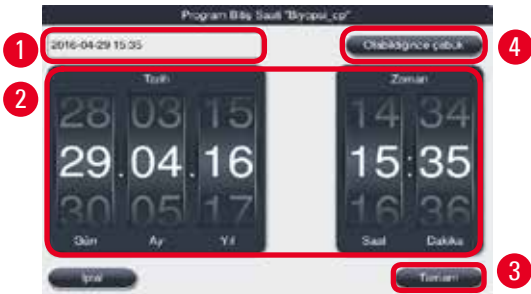 Program Bitiş Saati "Biyopsi_cp"
1
2016-04-29 15:35
Olabildiğince çabuk
4
2
Tarih
Zaman
28 03 15
14 34
29.04.16
15:35
30 05 17
16 36
Gün Ay Yıl
Saat Dakika
İptal
Tamam
3